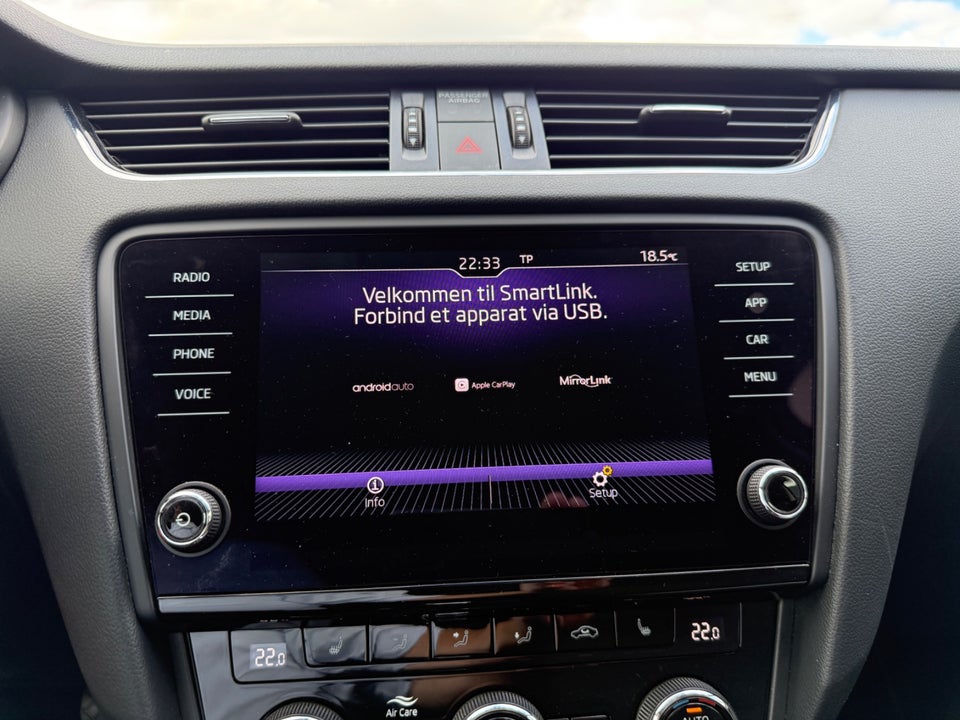 PASSENGER
AIRBAG
22:33 TP 18.5°C
RADIO
MEDIA
PHONE
VOICE
Velkommen til SmartLink.
Forbind et apparat via USB.
androidauto Apple CarPlay MirrorLink
Info Setup
SETUP
APP
CAR
MENU
22.0 22.0
Air Care
AUTO